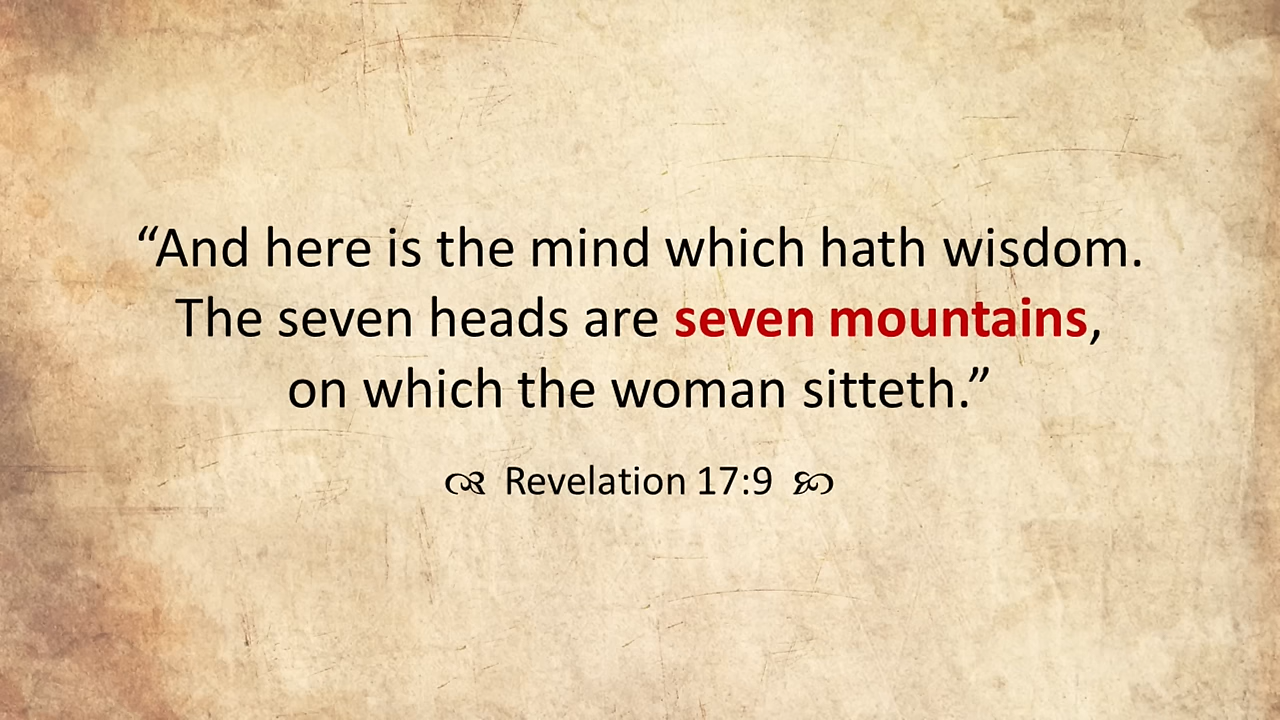 “And here is the mind which hath wisdom.
The seven heads are seven mountains,
on which the woman sitteth.”
Revelation 17:9